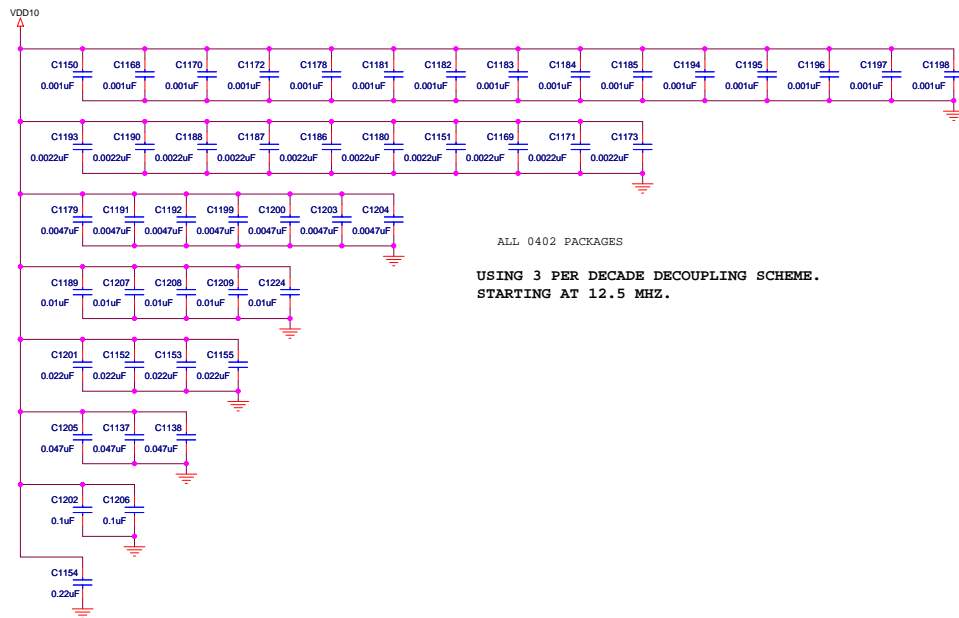 VDD10
C1150 C1168 C1170 C1172 C1178 C1181 C1182 C1183 C1184 C1185 C1194 C1195 C1196 C1197 C1198
0.001uF 0.001uF 0.001uF 0.001uF 0.001uF 0.001uF 0.001uF 0.001uF 0.001uF 0.001uF 0.001uF 0.001uF 0.001uF 0.001uF 0.001uF
C1193 C1190 C1188 C1187 C1186 C1180 C1151 C1169 C1171 C1173
0.0022uF 0.0022uF 0.0022uF 0.0022uF 0.0022uF 0.0022uF 0.0022uF 0.0022uF 0.0022uF 0.0022uF
C1179 C1191 C1192 C1199 C1200 C1203 C1204
0.0047uF 0.0047uF 0.0047uF 0.0047uF 0.0047uF 0.0047uF 0.0047uF
ALL 0402 PACKAGES
USING 3 PER DECADE DECOUPLING SCHEME.
STARTING AT 12.5 MHZ.
C1189 C1207 C1208 C1209 C1224
0.01uF 0.01uF 0.01uF 0.01uF 0.01uF
C1201 C1152 C1153 C1155
0.022uF 0.022uF 0.022uF 0.022uF
C1205 C1137 C1138
0.047uF 0.047uF 0.047uF
C1202 C1206
0.1uF 0.1uF
C1154
0.22uF